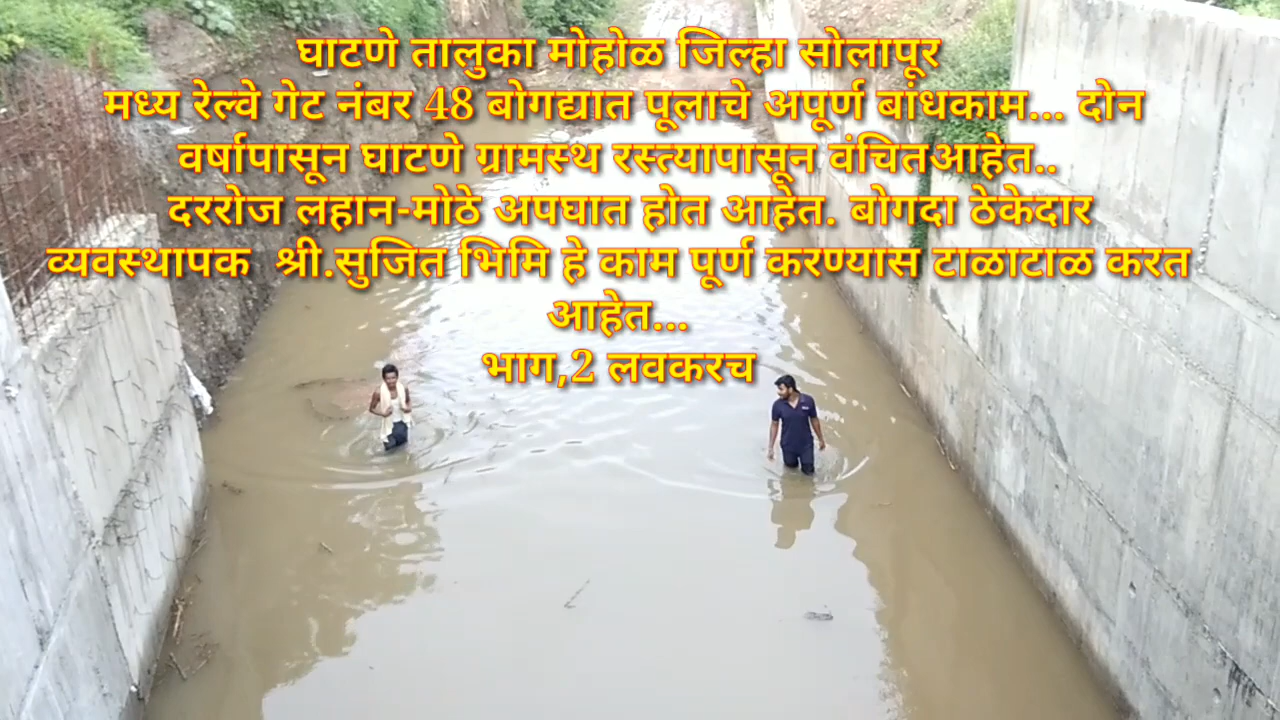 घाटणे तालुका मोहोळ जिल्हा सोलापूर
मध्य रेल्वे गेट नंबर 48 बोगद्यात पूलाचे अपूर्ण बांधकाम... दोन
वर्षापासून घाटणे ग्रामस्थ रस्त्यापासून वंचितआहेत..
दररोज लहान-मोठे अपघात होत आहेत. बोगदा ठेकेदार
व्यवस्थापक श्री.सुजित भिमि हे काम पूर्ण करण्यास टाळाटाळ करत
आहेत...
भाग,2 लवकरच